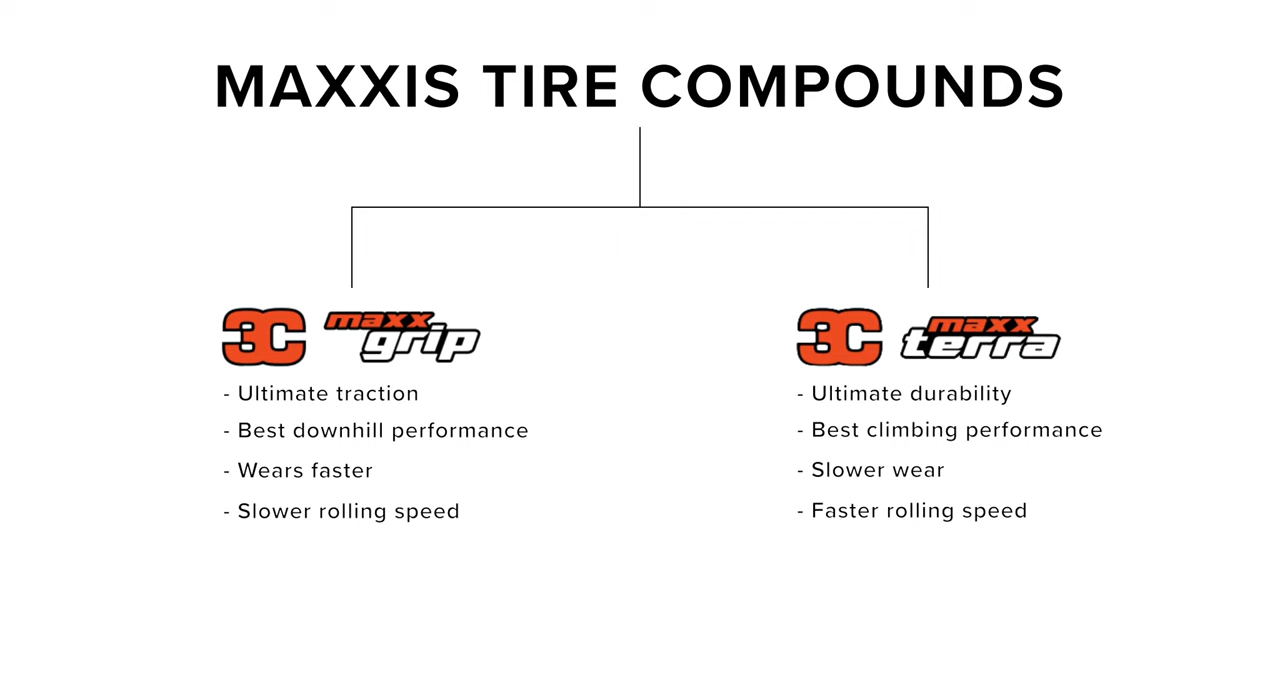 MAXXIS TIRE COMPOUNDS
3C maxx grip
- Ultimate traction
- Best downhill performance
- Wears faster
- Slower rolling speed
3C maxx terra
- Ultimate durability
- Best climbing performance
- Slower wear
- Faster rolling speed